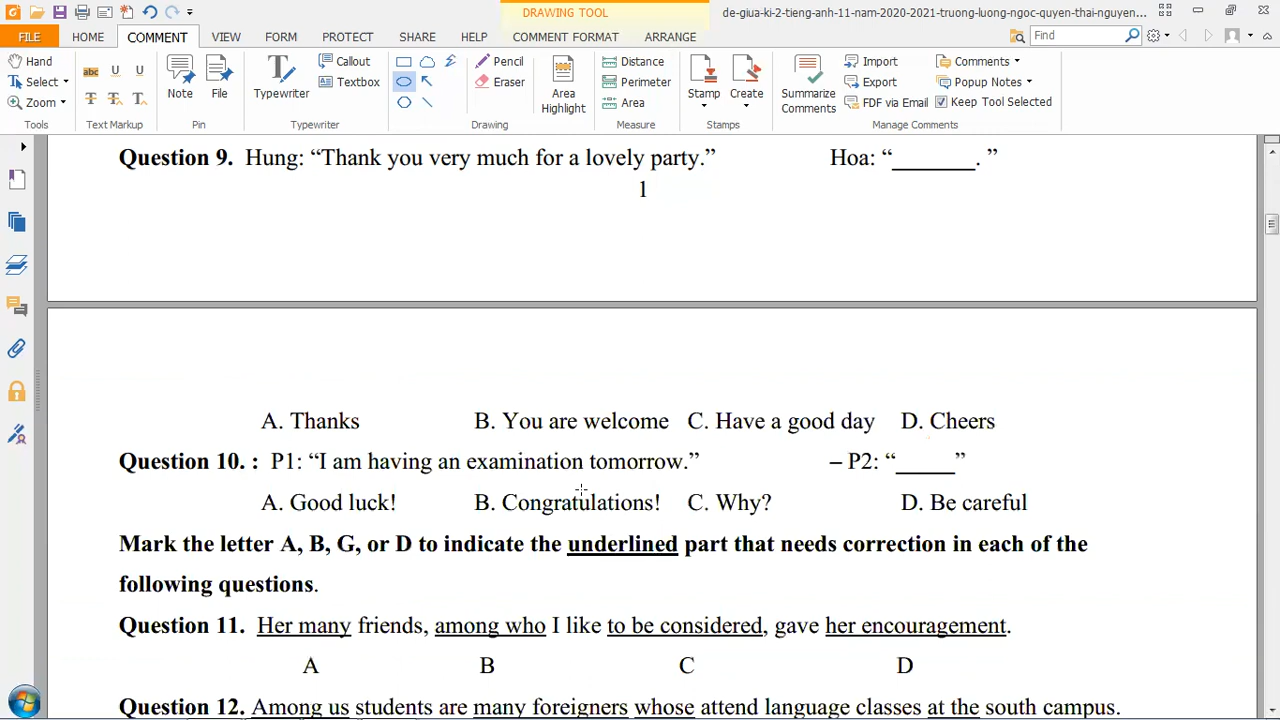 DRAWING TOOL
de-giua-ki-2-tieng-anh-11-nam-2020-2021-truong-luong-ngoc-quyen-thai-nguyen-...
FILE HOME COMMENT VIEW FORM PROTECT SHARE HELP COMMENT FORMAT ARRANGE Find
Hand Callout Pencil Distance Import Comments
Select Textbox Eraser Perimeter Export Popup Notes
Zoom Note File Typewriter Area Highlight Area Stamp Create Summarize Comments FDF via Email Keep Tool Selected
Tools Text Markup Pin Typewriter Drawing Measure Stamps Manage Comments
Question 9. Hung: “Thank you very much for a lovely party.” Hoa: “_______. ”
1
A. Thanks B. You are welcome C. Have a good day D. Cheers
Question 10. : P1: “I am having an examination tomorrow.” – P2: “_____”
A. Good luck! B. Congratulations! C. Why? D. Be careful
Mark the letter A, B, G, or D to indicate the underlined part that needs correction in each of the
following questions.
Question 11. Her many friends, among who I like to be considered, gave her encouragement.
A B C D
Question 12. Among us students are many foreigners whose attend language classes at the south campus.